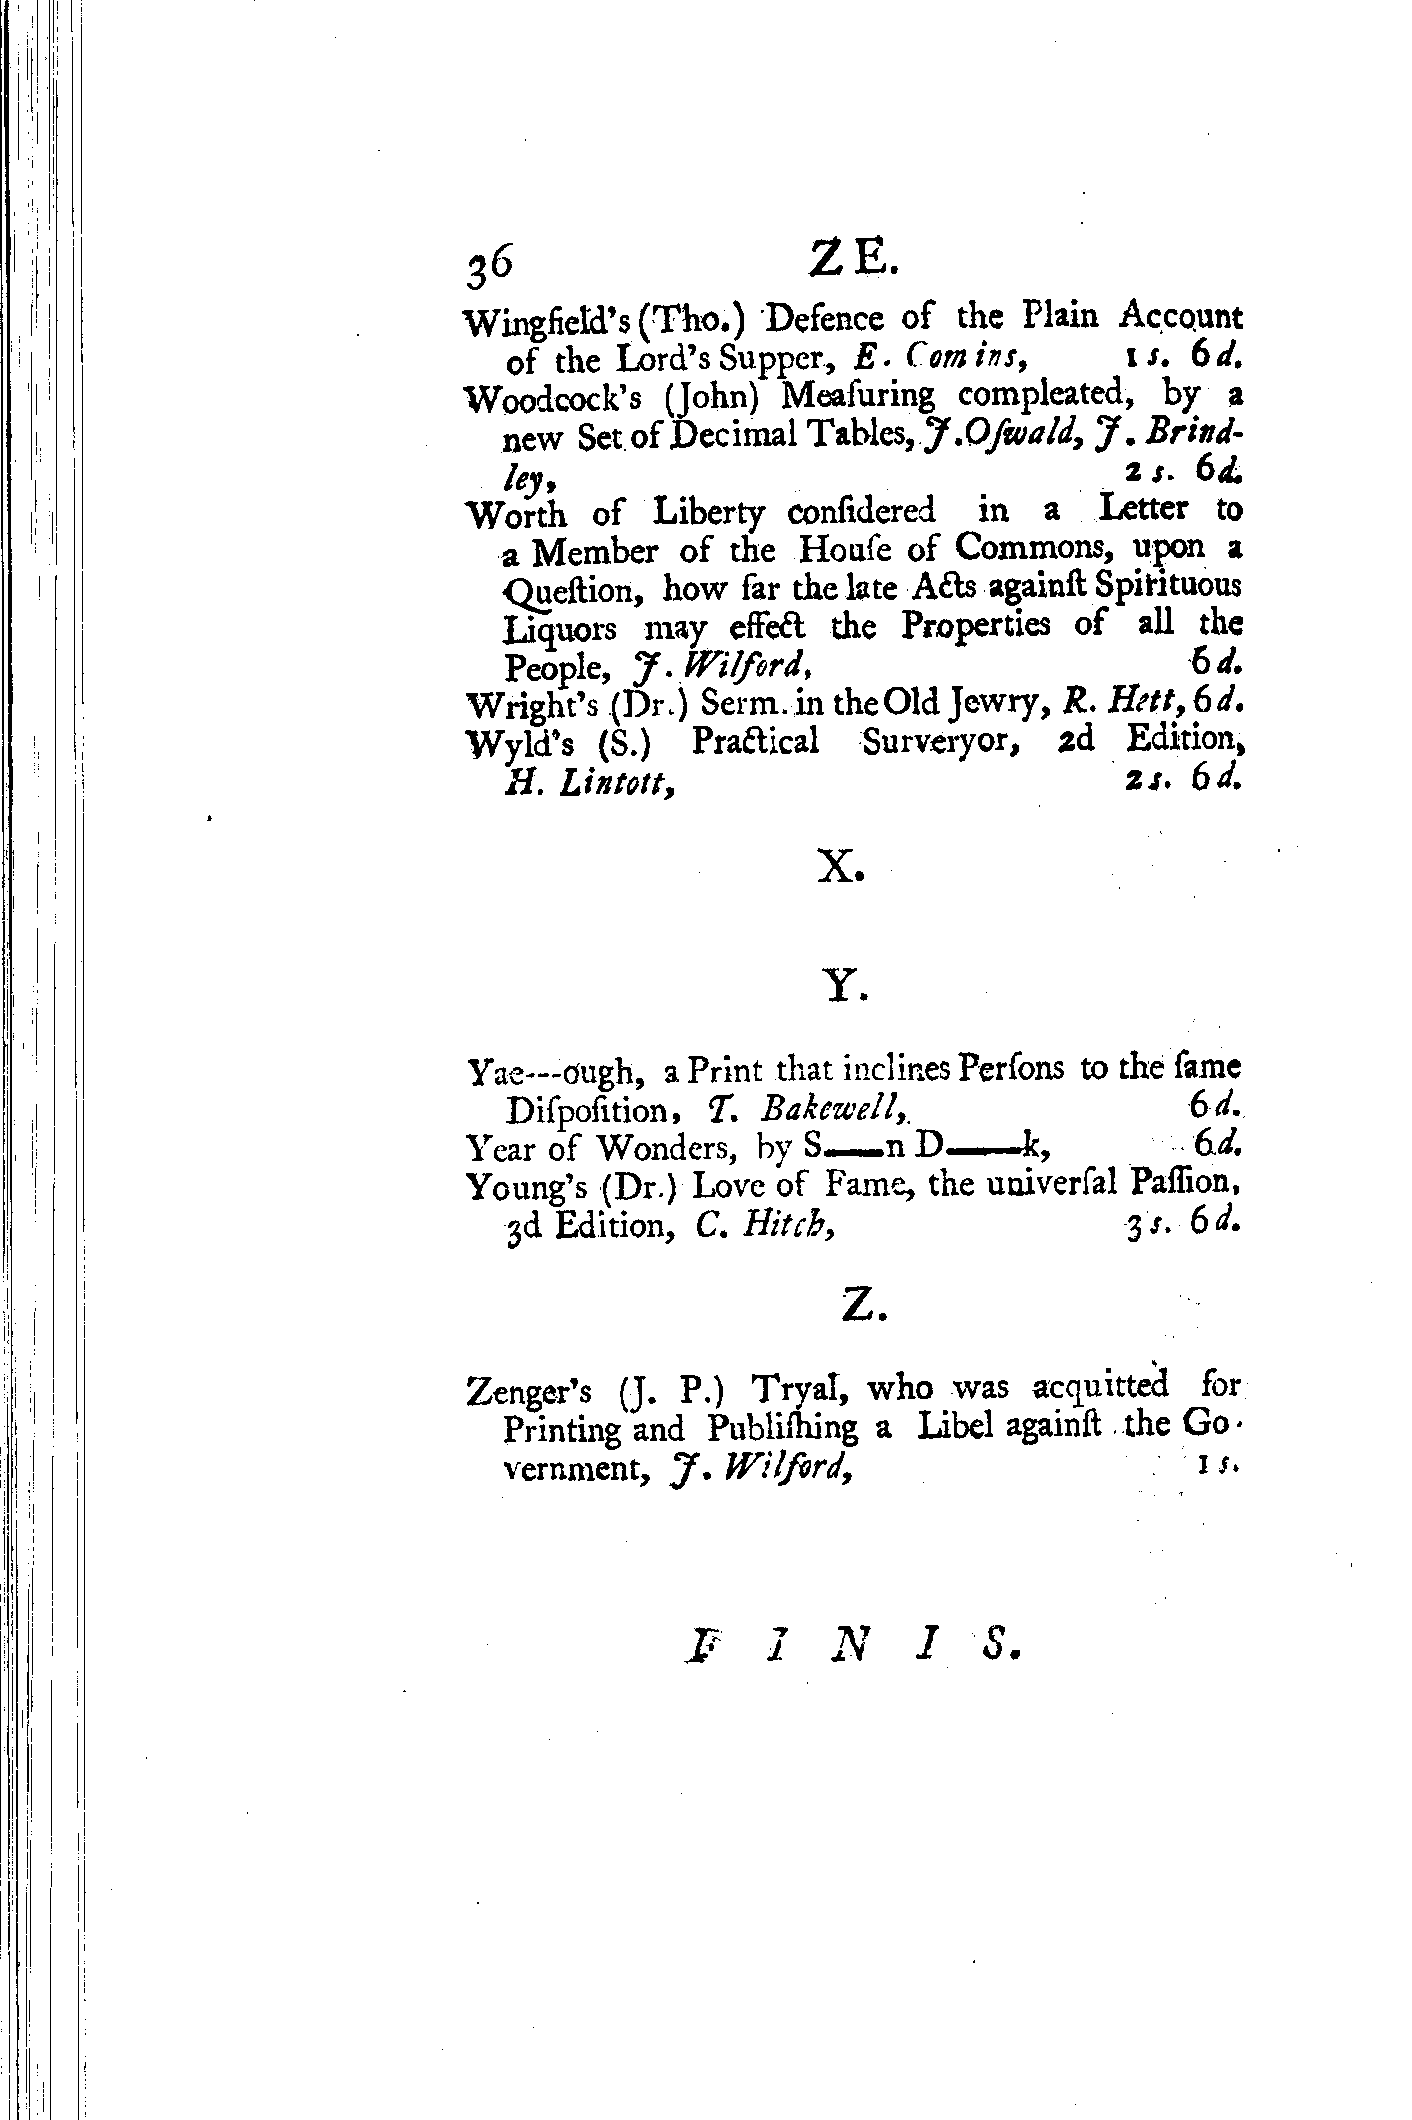 36 ZE.
Wingfield's (Tho.) Defence of the Plain Account
of the Lord's Supper, E. Comins, 1 s. 6 d.
Woodcock's (John) Meaſuring compleated, by a
new Set of Decimal Tables, J. Oſwald, J. Brind-
ley, 2 s. 6 d.
Worth of Liberty conſidered in a Letter to
a Member of the Houſe of Commons, upon a
Queſtion, how far the late Acts againſt Spirituous
Liquors may effect the Properties of all the
People, J. Wilford, 6 d.
Wright's (Dr.) Serm. in the Old Jewry, R. Hett, 6 d.
Wyld's (S.) Practical Surveryor, 2d Edition,
H. Lintott, 2 s. 6 d.
X.
Y.
Yae---ough, a Print that inclines Perſons to the ſame
Diſpoſition, T. Bakewell, 6 d.
Year of Wonders, by S——n D——k, 6 d.
Young's (Dr.) Love of Fame, the univerſal Paſſion,
3d Edition, C. Hitch, 3 s. 6 d.
Z.
Zenger's (J. P.) Tryal, who was acquitted for
Printing and Publiſhing a Libel againſt the Go-
vernment, J. Wilford, 1 s.
F I N I S.